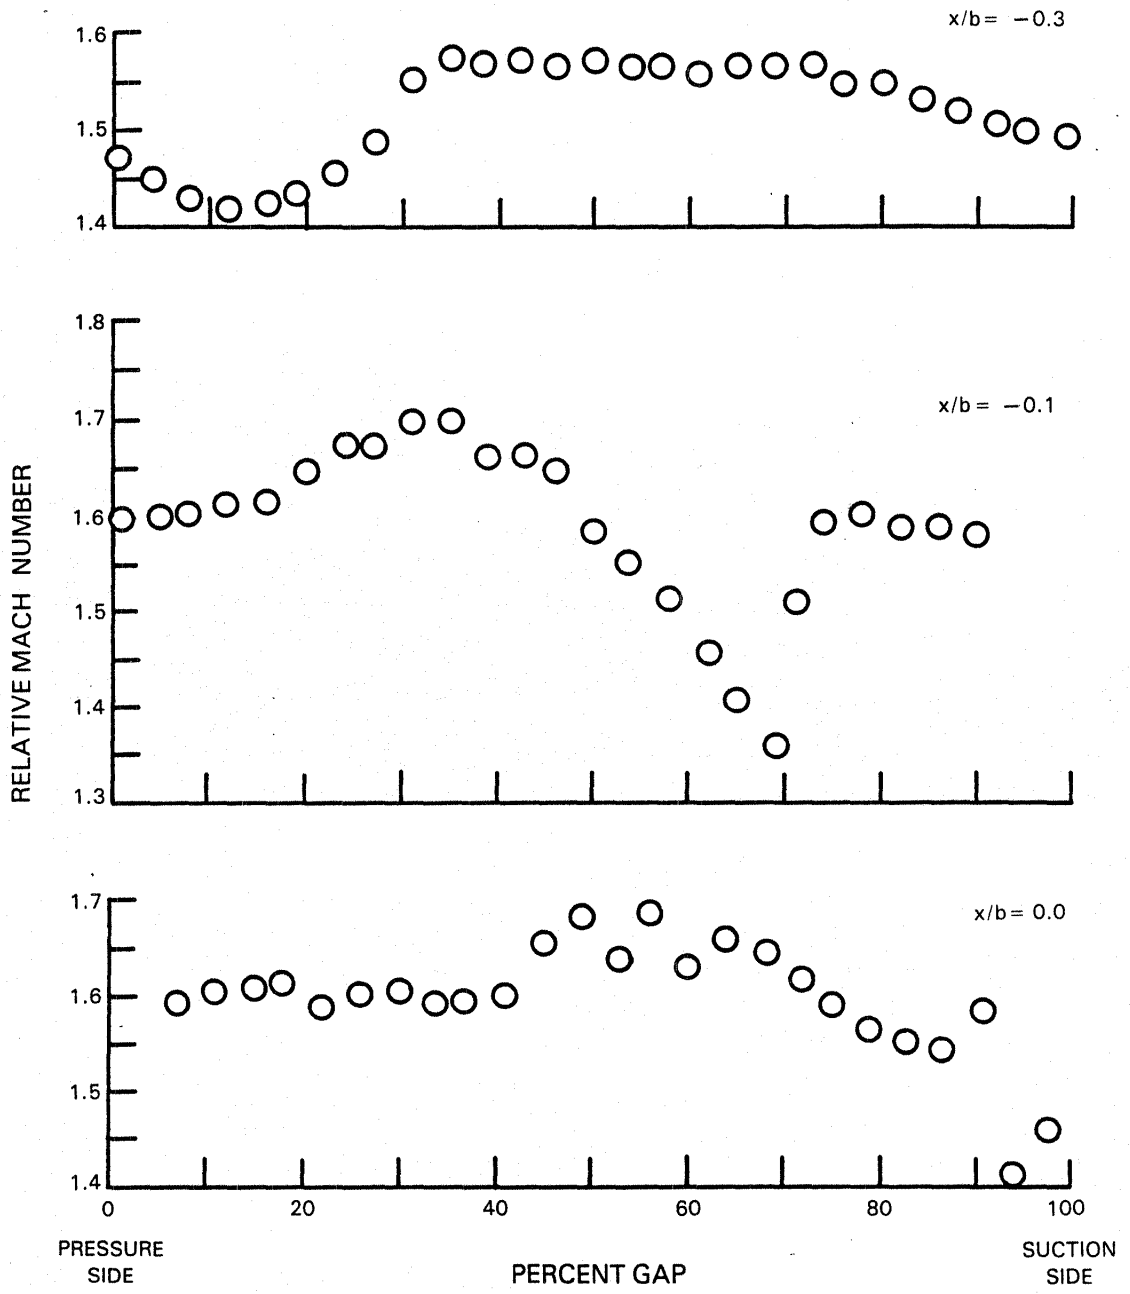 x/b= −0.3
1.6
1.5
1.4
1.8
x/b= −0.1
1.7
1.6
1.5
1.4
1.3
RELATIVE MACH NUMBER
x/b= 0.0
1.7
1.6
1.5
1.4
0 20 40 60 80 100
PRESSURE SIDE
PERCENT GAP
SUCTION SIDE